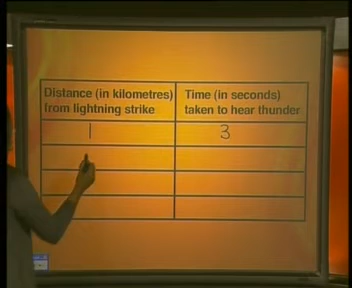 Distance (in kilometres)
from lightning strike
Time (in seconds)
taken to hear thunder
1
3